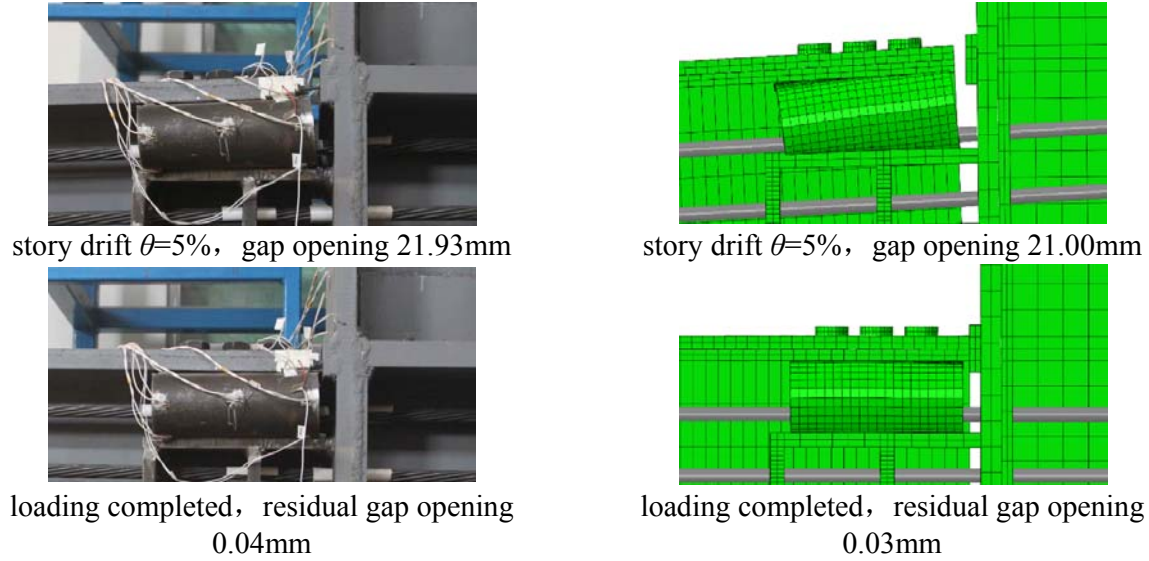 story drift θ=5%，gap opening 21.93mm
story drift θ=5%，gap opening 21.00mm
loading completed，residual gap opening
0.04mm
loading completed，residual gap opening
0.03mm